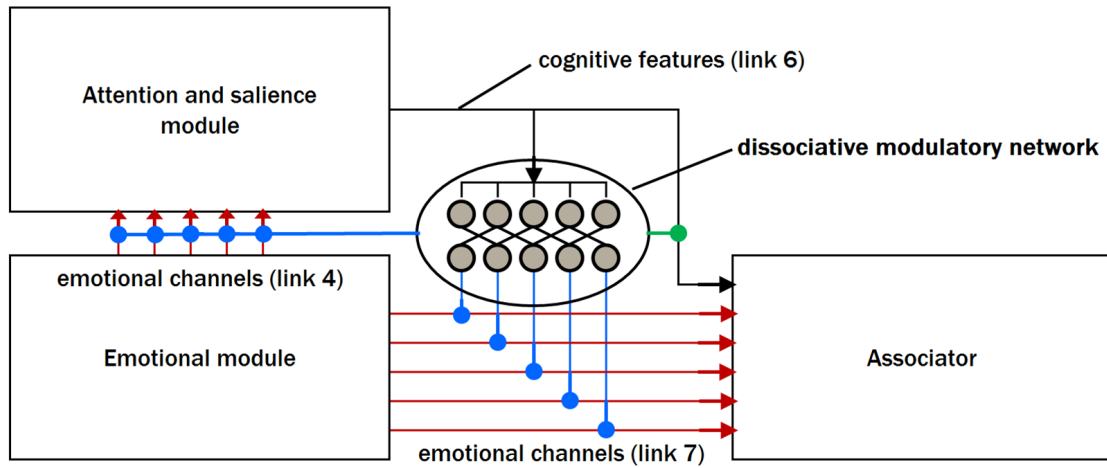 cognitive features (link 6)
Attention and salience
module
dissociative modulatory network
emotional channels (link 4)
Emotional module
Associator
emotional channels (link 7)